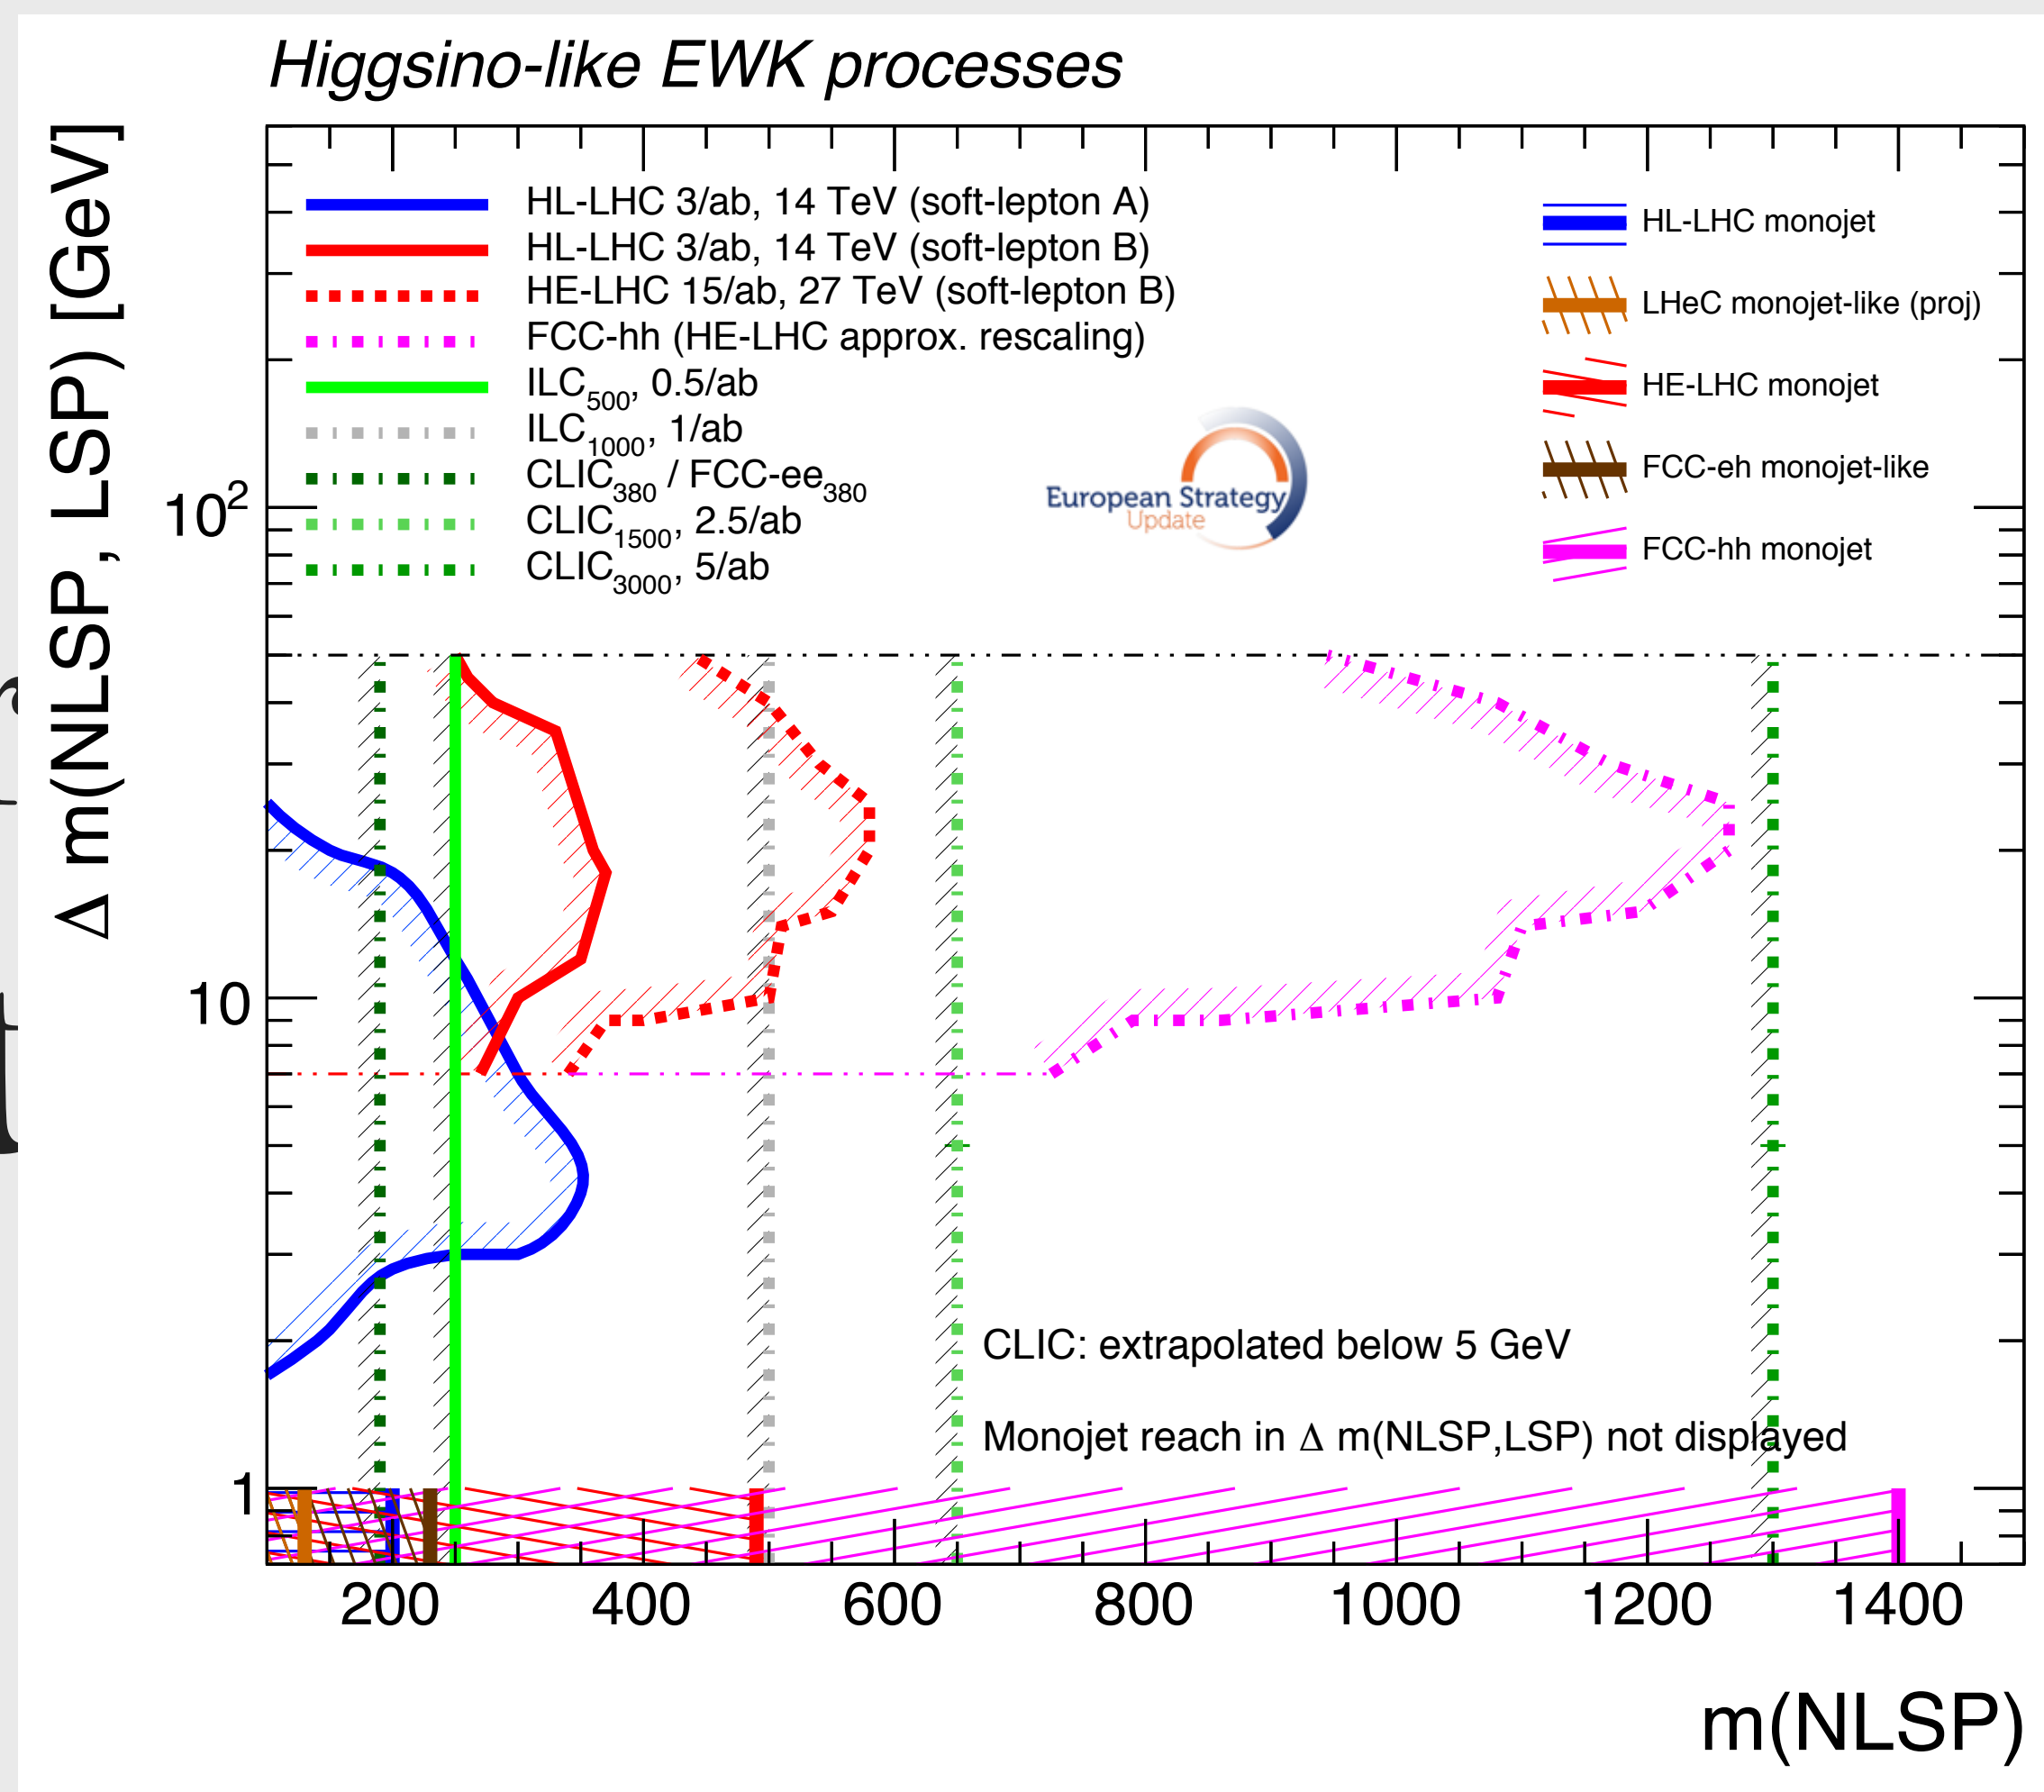 Higgsino-like EWK processes
Δ m(NLSP, LSP) [GeV]
HL-LHC 3/ab, 14 TeV (soft-lepton A)
HL-LHC 3/ab, 14 TeV (soft-lepton B)
HE-LHC 15/ab, 27 TeV (soft-lepton B)
FCC-hh (HE-LHC approx. rescaling)
ILC500, 0.5/ab
ILC1000, 1/ab
CLIC380 / FCC-ee380
CLIC1500, 2.5/ab
CLIC3000, 5/ab
HL-LHC monojet
LHeC monojet-like (proj)
HE-LHC monojet
FCC-eh monojet-like
FCC-hh monojet
European Strategy
Update
10²
10
1
CLIC: extrapolated below 5 GeV
Monojet reach in Δ m(NLSP,LSP) not displayed
200 400 600 800 1000 1200 1400
m(NLSP)